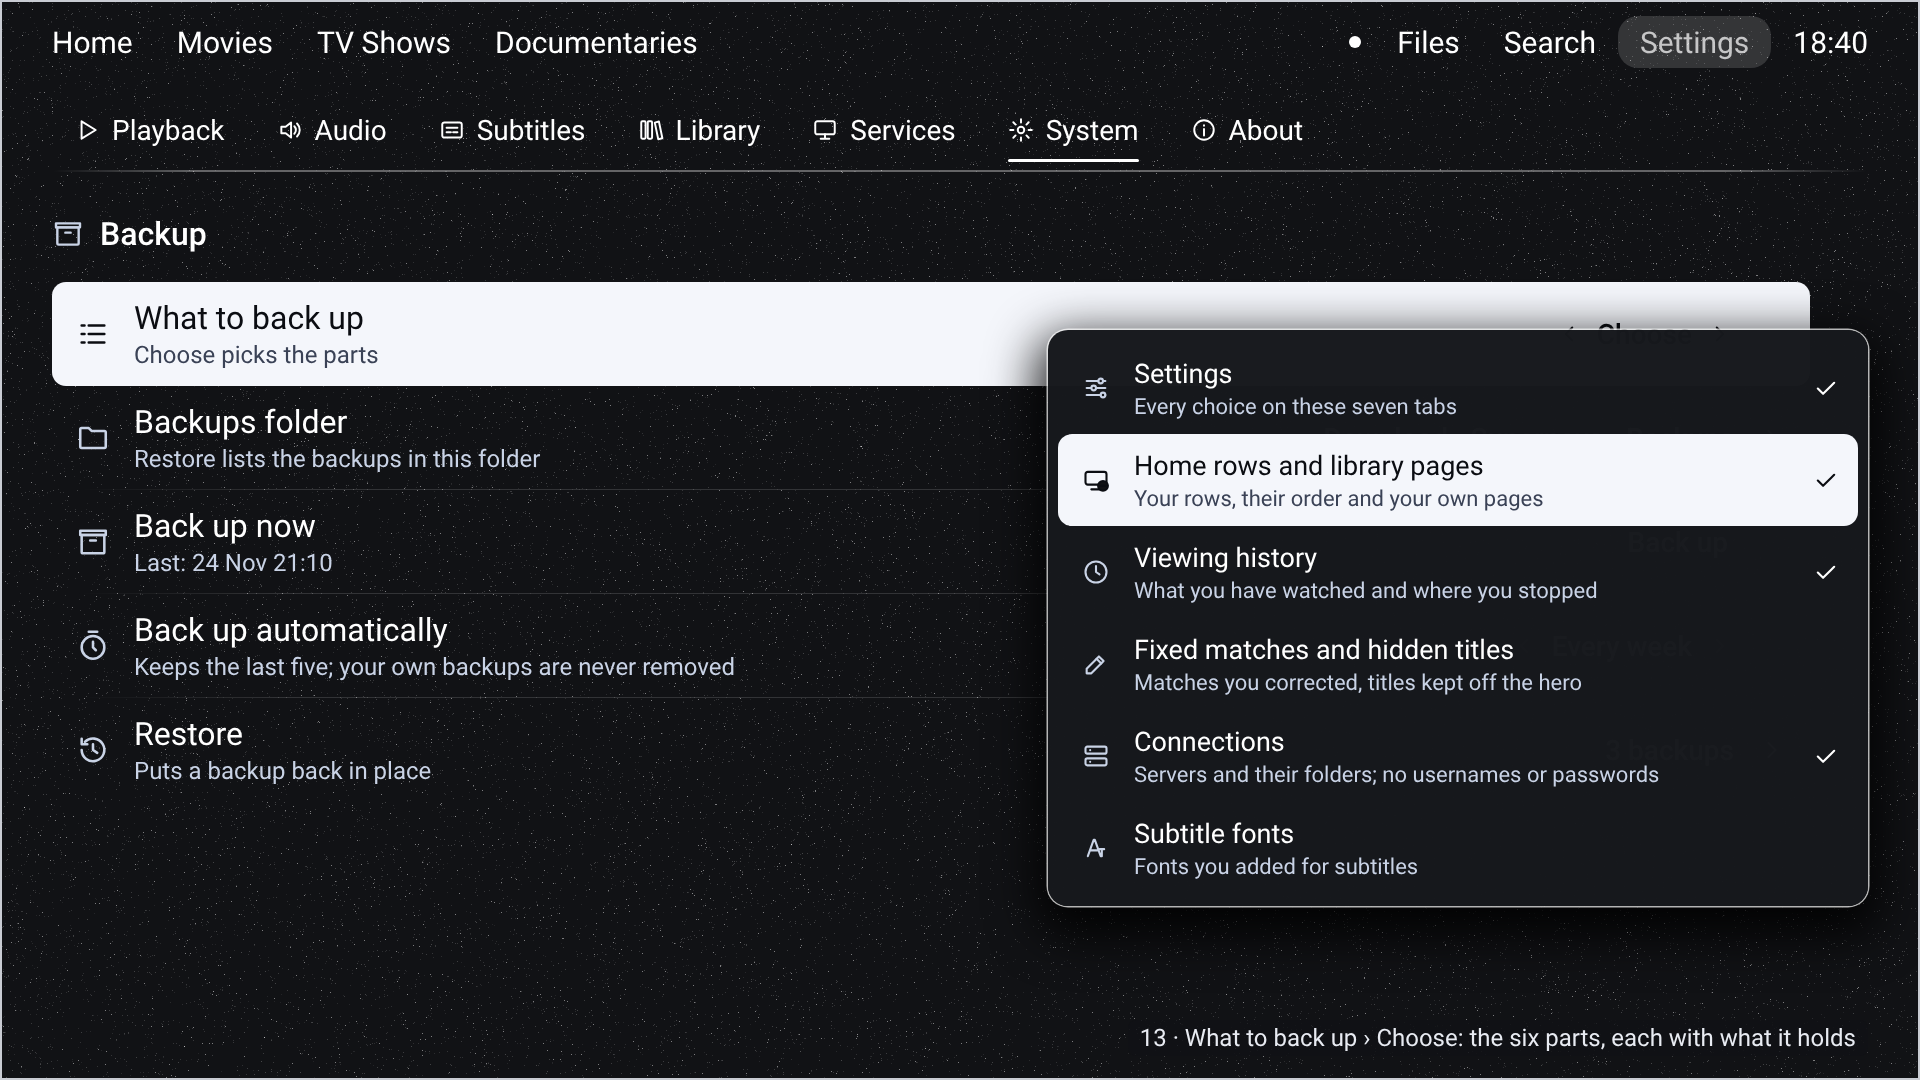 Home Movies TV Shows Documentaries Files Search Settings 18:40
Playback Audio Subtitles Library Services System About
Backup
What to back up
Choose picks the parts
Choose
Backups folder
Restore lists the backups in this folder
Back up now
Last: 24 Nov 21:10
Back up
Back up automatically
Keeps the last five; your own backups are never removed
Every week
Restore
Puts a backup back in place
3 backups
Settings
Every choice on these seven tabs
Home rows and library pages
Your rows, their order and your own pages
Viewing history
What you have watched and where you stopped
Fixed matches and hidden titles
Matches you corrected, titles kept off the hero
Connections
Servers and their folders; no usernames or passwords
Subtitle fonts
Fonts you added for subtitles
13 · What to back up › Choose: the six parts, each with what it holds